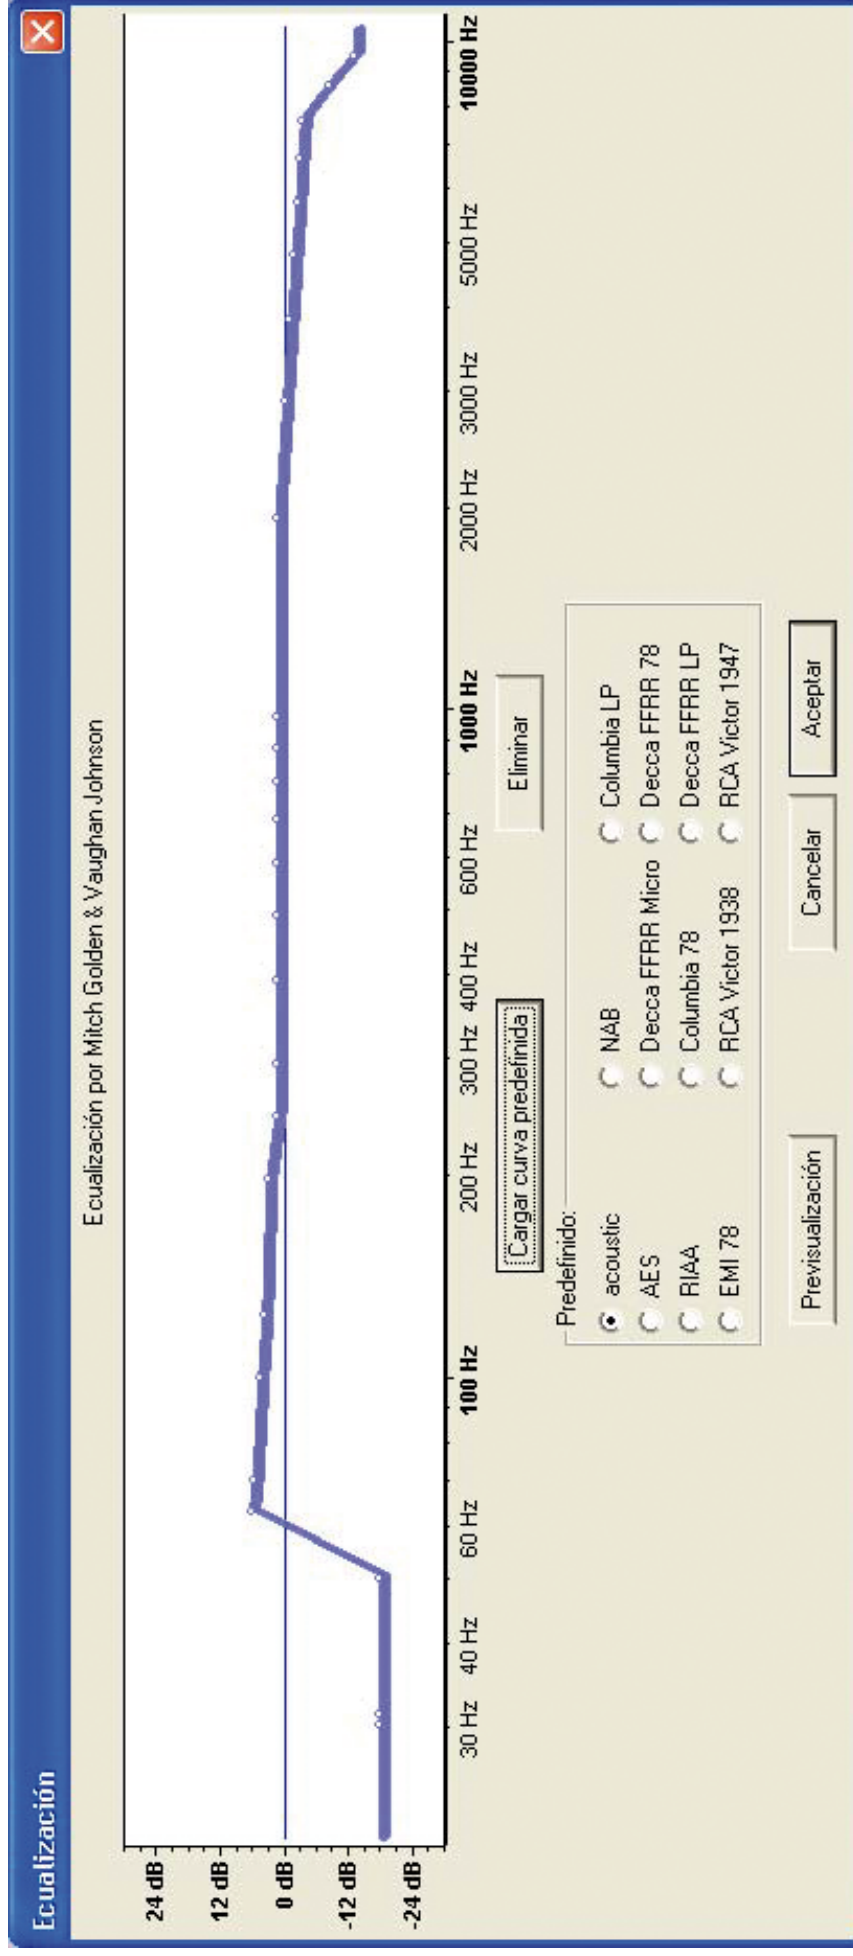 Ecualización
Ecualización por Mitch Golden & Vaughan Johnson
24 dB
12 dB
0 dB
-12 dB
-24 dB
30 Hz 40 Hz 60 Hz 100 Hz 200 Hz 300 Hz 400 Hz 600 Hz 1000 Hz 2000 Hz 3000 Hz 5000 Hz 10000 Hz
Cargar curva predefinida Eliminar
Predefinido:
acoustic NAB Columbia LP
AES Decca FFRR Micro Decca FFRR 78
RIAA Columbia 78 Decca FFRR LP
EMI 78 RCA Victor 1938 RCA Victor 1947
Previsualización Cancelar Aceptar